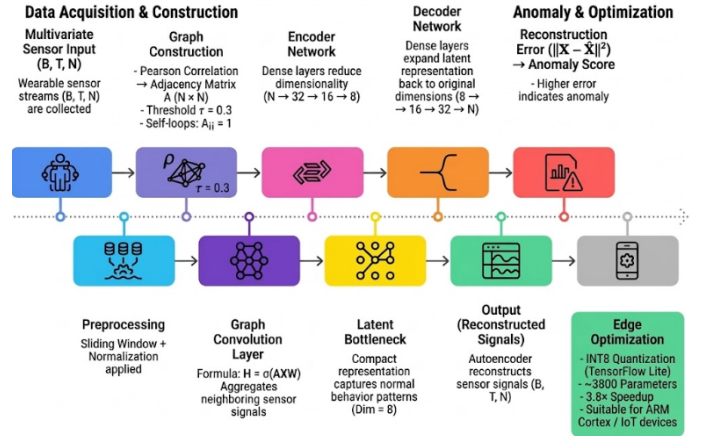 Data Acquisition & Construction
Multivariate
Sensor Input
(B, T, N)
Wearable sensor
streams (B, T, N)
are collected
Graph
Construction
- Pearson Correlation
→ Adjacency Matrix
A (N × N)
- Threshold τ = 0.3
- Self-loops: Aᵢᵢ = 1
Encoder
Network
Dense layers reduce
dimensionality
(N → 32 → 16 → 8)
Decoder
Network
Dense layers
expand latent
representation
back to original
dimensions (8 →
→ 16 → 32 → N)
Anomaly & Optimization
Reconstruction
Error (||X − X̂||²)
→ Anomaly Score
- Higher error
indicates anomaly
ρ
τ = 0.3
Preprocessing
Sliding Window +
Normalization
applied
Graph
Convolution
Layer
Formula: H = σ(AXW)
Aggregates
neighboring sensor
signals
Latent
Bottleneck
Compact
representation
captures normal
behavior patterns
(Dim = 8)
Output
(Reconstructed
Signals)
Autoencoder
reconstructs
sensor signals (B,
T, N)
Edge
Optimization
- INT8 Quantization
(TensorFlow Lite)
- ~3800 Parameters
- 3.8× Speedup
- Suitable for ARM
Cortex / IoT devices